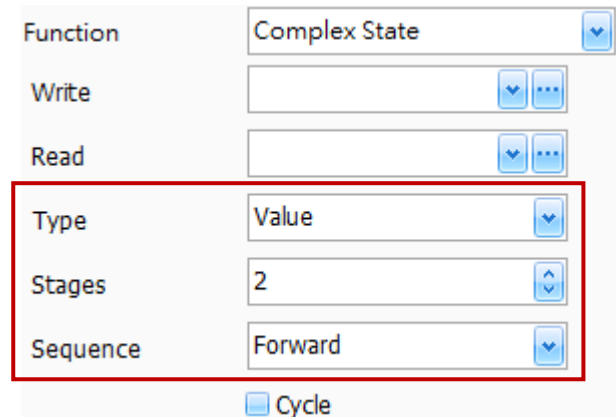 Function Complex State
Write
Read
Type Value
Stages 2
Sequence Forward
Cycle